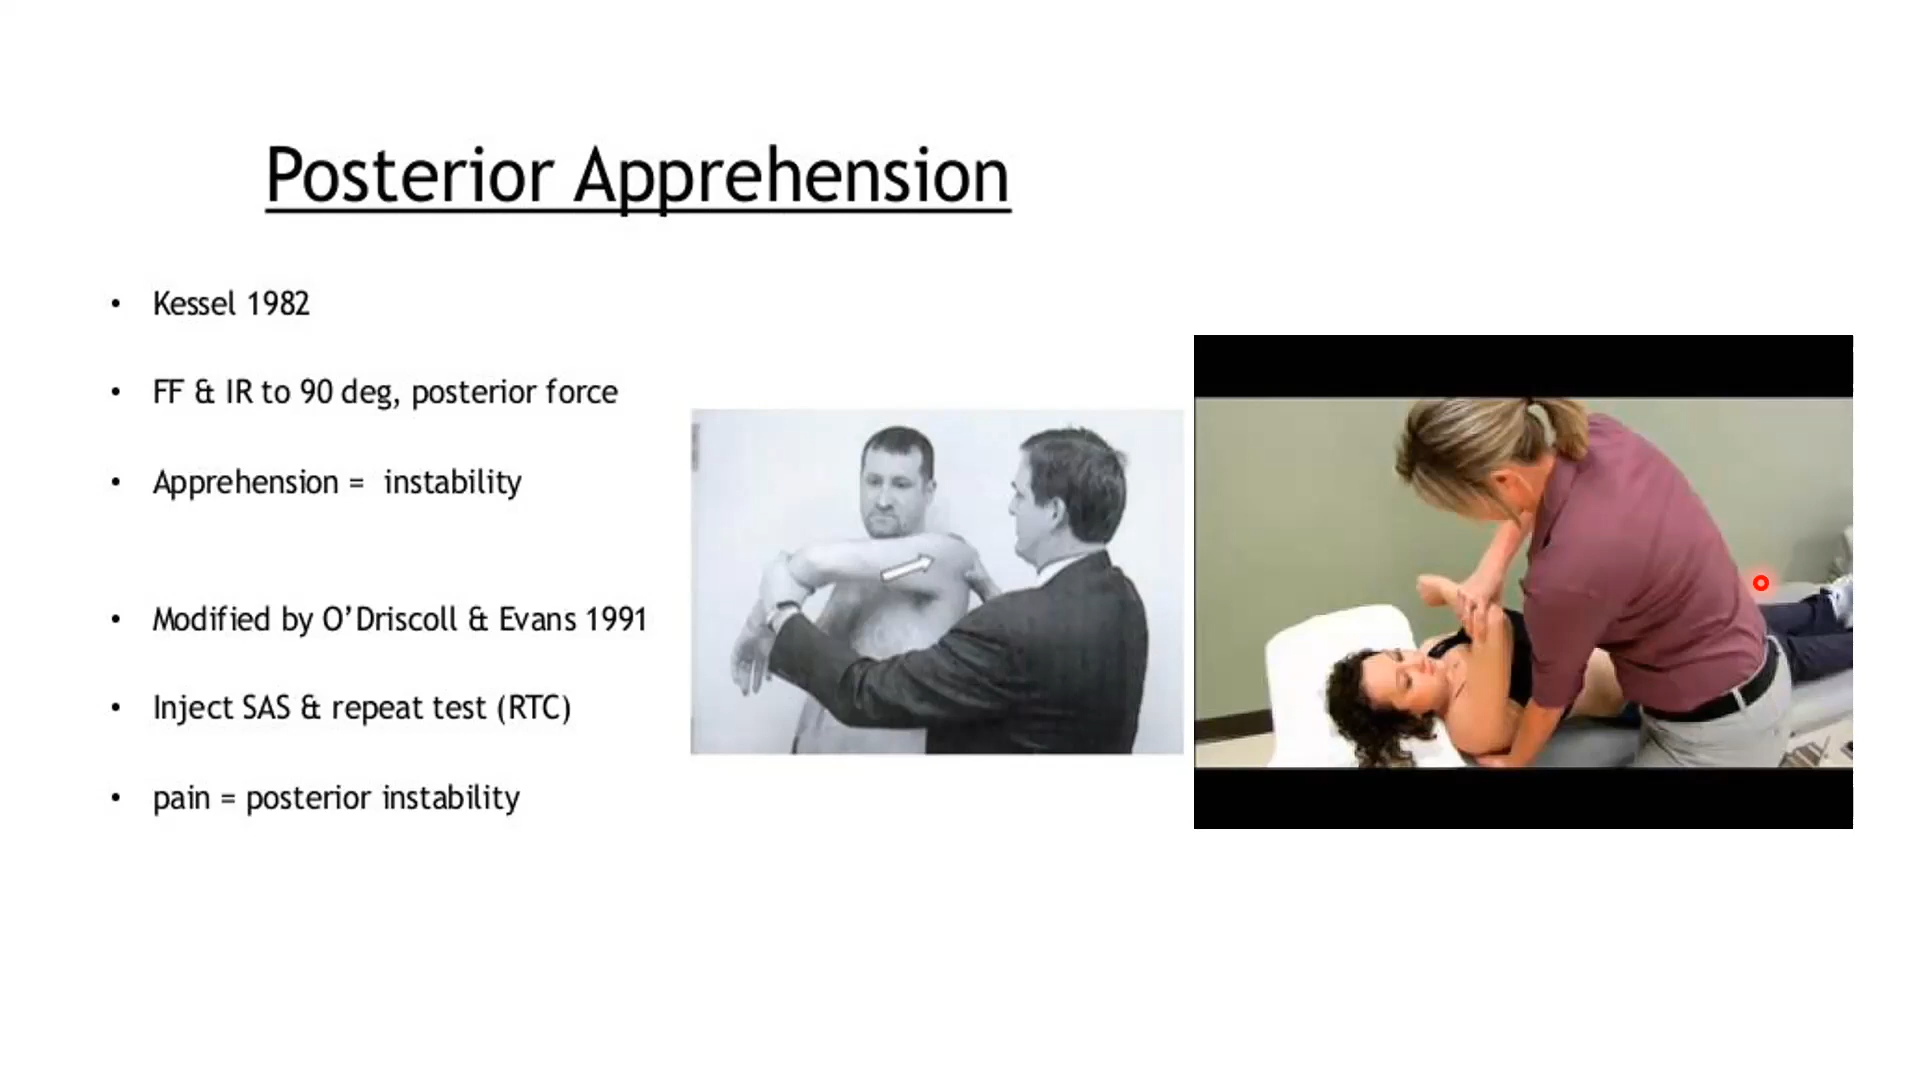 Posterior Apprehension
• Kessel 1982
• FF & IR to 90 deg, posterior force
• Apprehension = instability
• Modified by O’Driscoll & Evans 1991
• Inject SAS & repeat test (RTC)
• pain = posterior instability